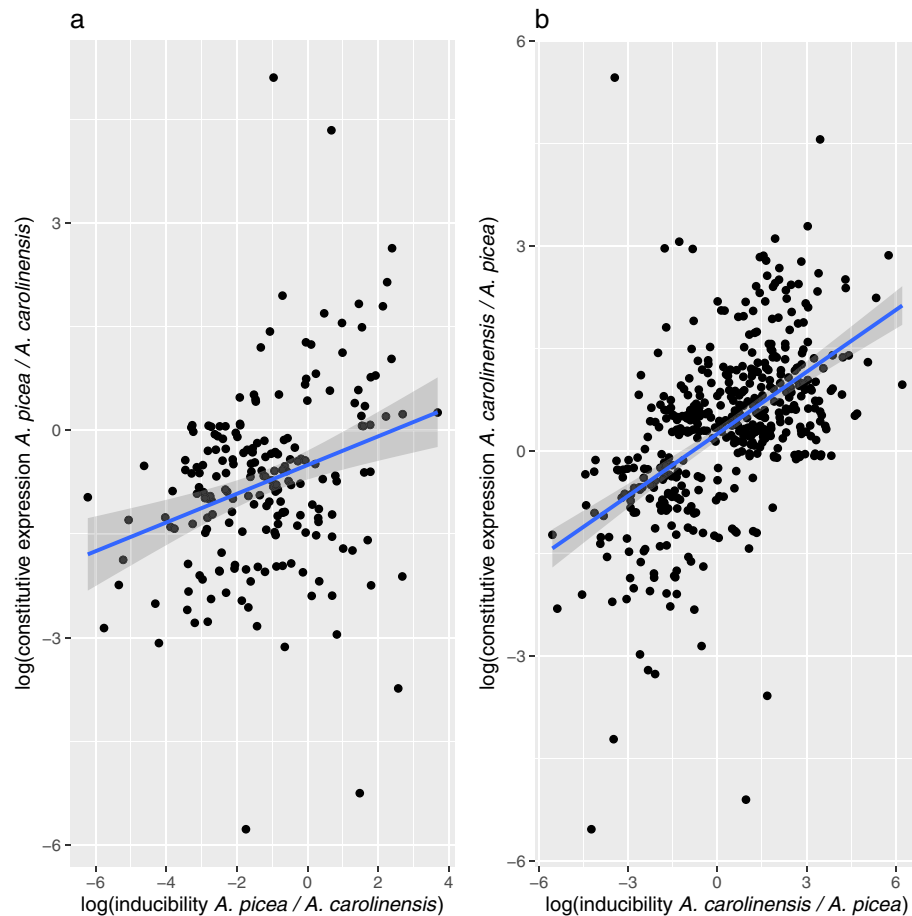 a
b
log(constitutive expression A. picea / A. carolinensis)
3
0
−3
−6
−6 −4 −2 0 2 4
log(inducibility A. picea / A. carolinensis)
log(constitutive expression A. carolinensis / A. picea)
6
3
0
−3
−6
−6 −3 0 3 6
log(inducibility A. carolinensis / A. picea)